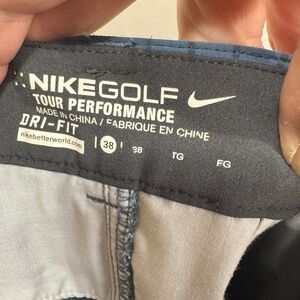 NIKEGOLF
TOUR PERFORMANCE
MADE IN CHINA / FABRIQUE EN CHINE
DRI-FIT
nikebetterworld.com
38 98 TG FG